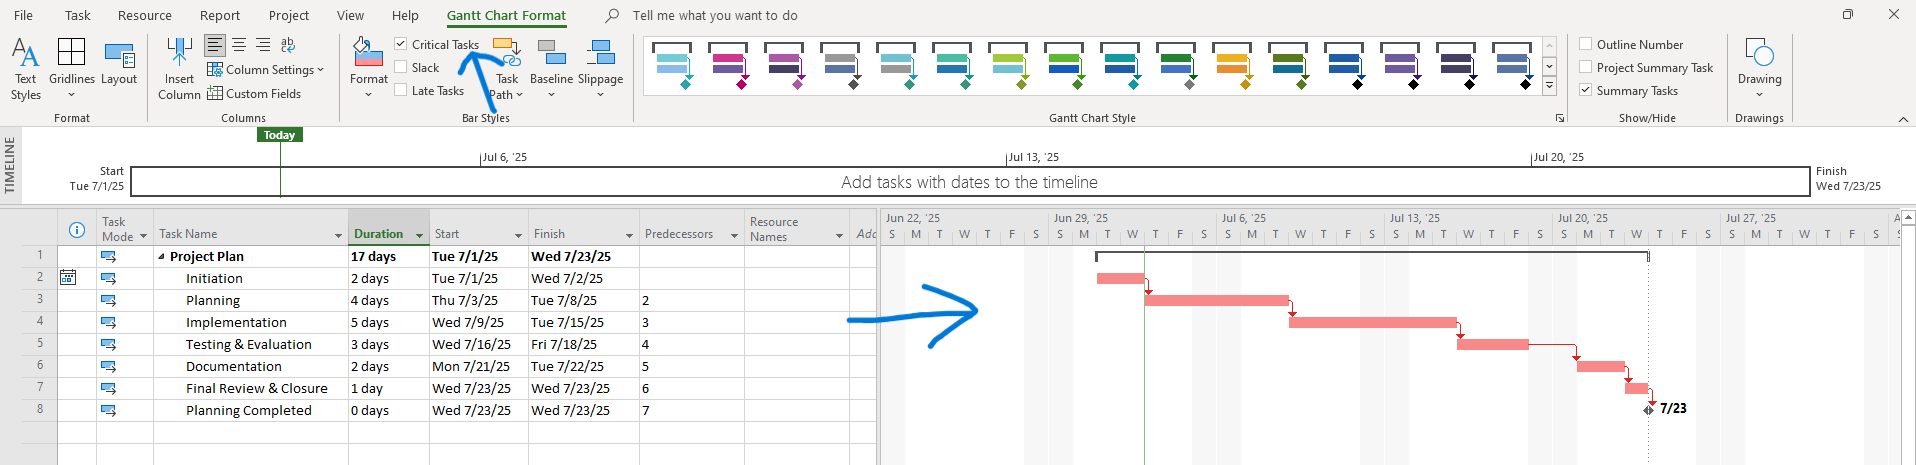 File Task Resource Report Project View Help Gantt Chart Format Tell me what you want to do
Text Styles
Gridlines
Layout
Format
Insert Column
ab c
Column Settings
Custom Fields
Columns
Format
Critical Tasks
Slack
Late Tasks
Task Path
Baseline
Slippage
Bar Styles
Gantt Chart Style
Outline Number
Project Summary Task
Summary Tasks
Show/Hide
Drawing
Drawings
TIMELINE
Today
Jul 6, '25 Jul 13, '25 Jul 20, '25
Start
Tue 7/1/25
Add tasks with dates to the timeline
Finish
Wed 7/23/25
Task Mode Task Name Duration Start Finish Predecessors Resource Names Add
Jun 22, '25 Jun 29, '25 Jul 6, '25 Jul 13, '25 Jul 20, '25 Jul 27, '25 A
S M T W T F S S M T W T F S S M T W T F S S M T W T F S S M T W T F S S M T W T F S S
1 Project Plan 17 days Tue 7/1/25 Wed 7/23/25
2 Initiation 2 days Tue 7/1/25 Wed 7/2/25
3 Planning 4 days Thu 7/3/25 Tue 7/8/25 2
4 Implementation 5 days Wed 7/9/25 Tue 7/15/25 3
5 Testing & Evaluation 3 days Wed 7/16/25 Fri 7/18/25 4
6 Documentation 2 days Mon 7/21/25 Tue 7/22/25 5
7 Final Review & Closure 1 day Wed 7/23/25 Wed 7/23/25 6
8 Planning Completed 0 days Wed 7/23/25 Wed 7/23/25 7
7/23